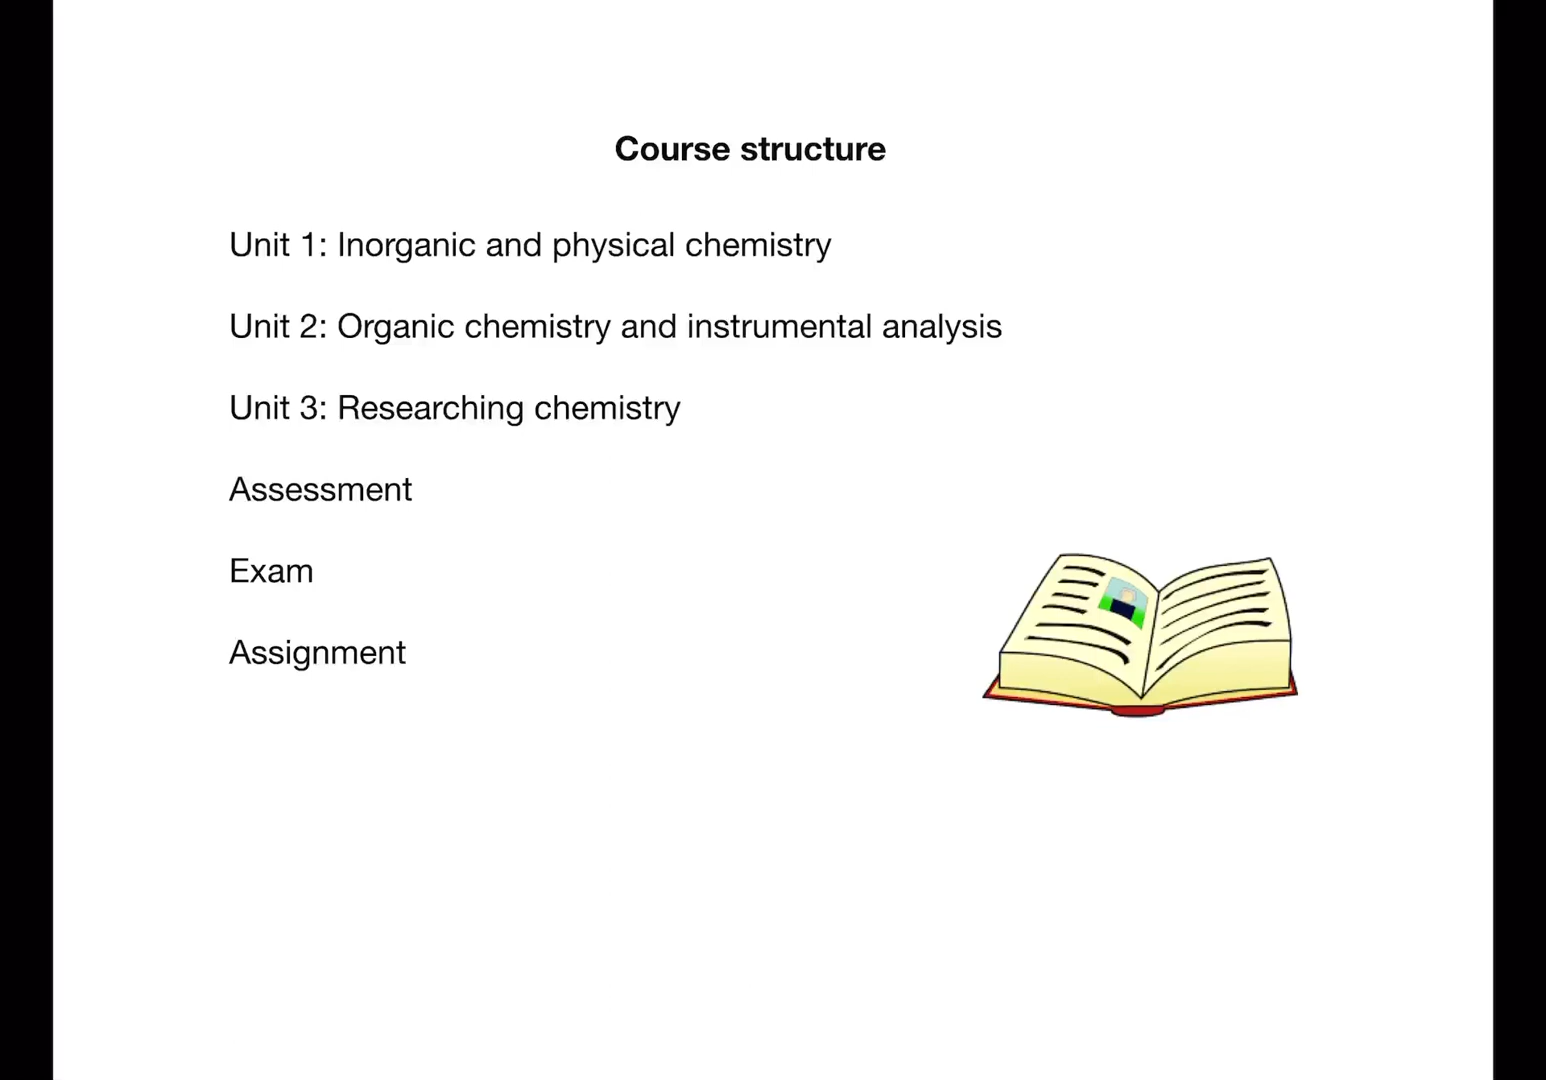 Course structure
Unit 1: Inorganic and physical chemistry
Unit 2: Organic chemistry and instrumental analysis
Unit 3: Researching chemistry
Assessment
Exam
Assignment